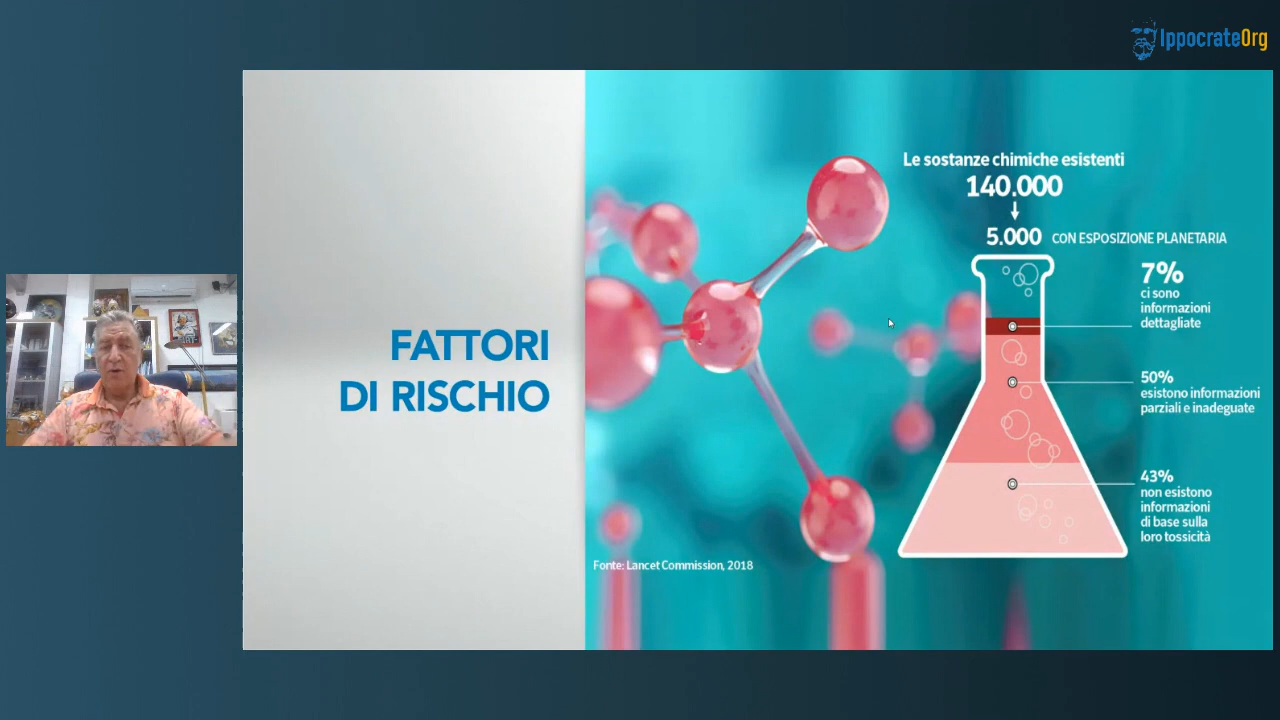 IppocrateOrg
FATTORI
DI RISCHIO
Le sostanze chimiche esistenti
140.000
5.000 CON ESPOSIZIONE PLANETARIA
7%
ci sono
informazioni
dettagliate
50%
esistono informazioni
parziali e inadeguate
43%
non esistono
informazioni
di base sulla
loro tossicità
Fonte: Lancet Commission, 2018